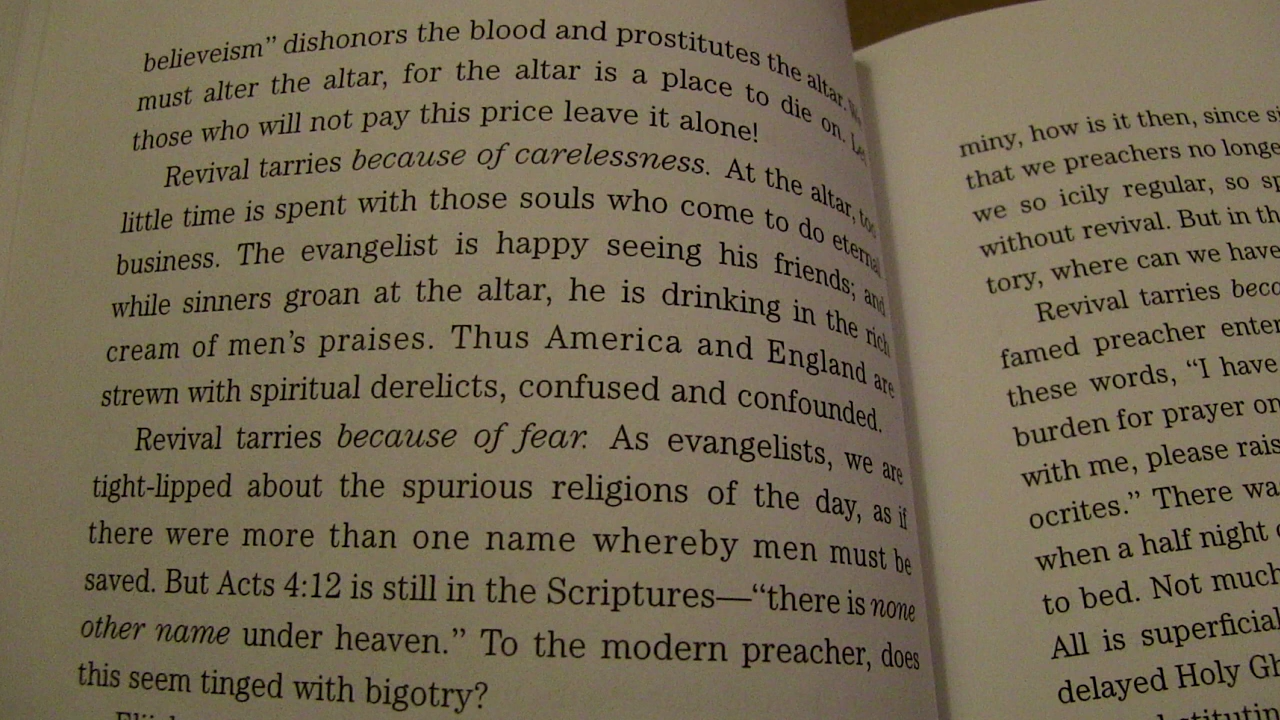 believeism” dishonors the blood and prostitutes the altar. We
must alter the altar, for the altar is a place to die on. Let
those who will not pay this price leave it alone!
Revival tarries because of carelessness. At the altar, too
little time is spent with those souls who come to do eternal
business. The evangelist is happy seeing his friends; and
while sinners groan at the altar, he is drinking in the rich
cream of men’s praises. Thus America and England are
strewn with spiritual derelicts, confused and confounded.
Revival tarries because of fear. As evangelists, we are
tight-lipped about the spurious religions of the day, as if
there were more than one name whereby men must be
saved. But Acts 4:12 is still in the Scriptures—“there is none
other name under heaven.” To the modern preacher, does
this seem tinged with bigotry?
miny, how is it then, since
that we preachers no longe
we so icily regular, so sp
without revival. But in th
tory, where can we have
Revival tarries beca
famed preacher enter
these words, “I have
burden for prayer on
with me, please rais
ocrites.” There wa
when a half night
to bed. Not much
All is superficial
delayed Holy Gh